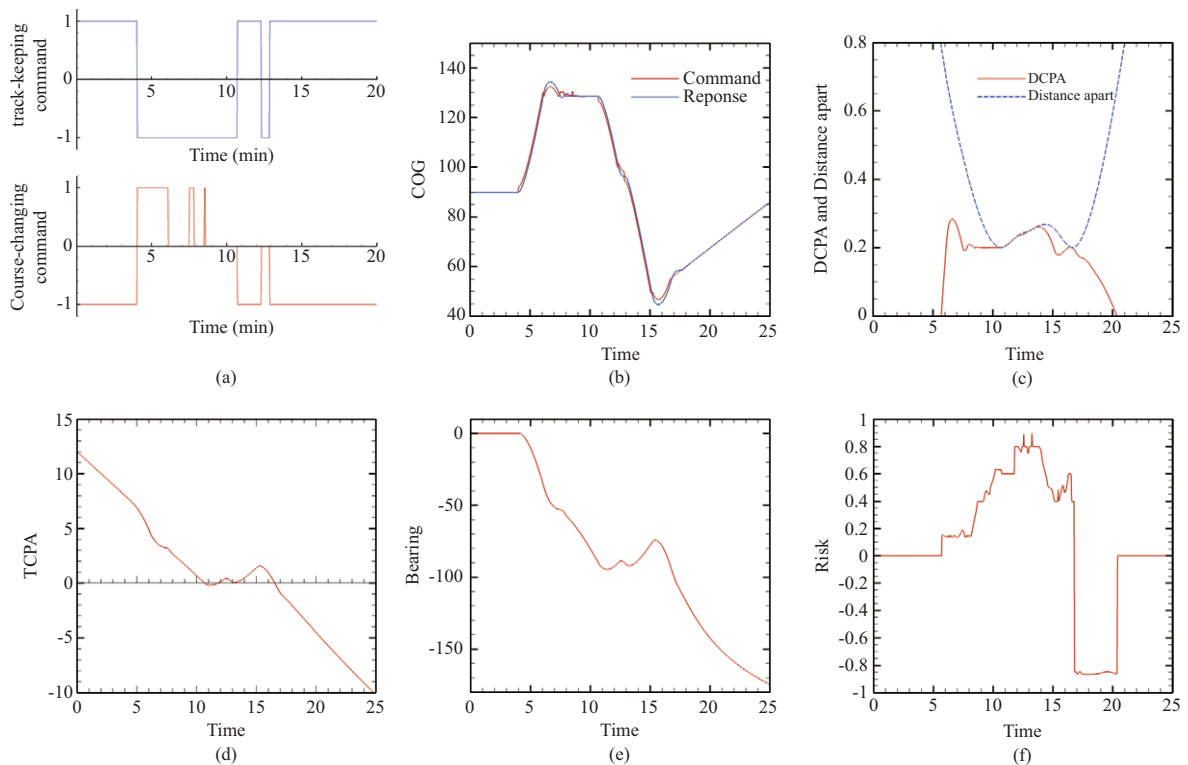 track-keeping
command
1
0
-1
5
10
15
20
Time (min)
Course-changing
command
1
0
-1
5
10
15
20
Time (min)
(a)
COG
140
120
100
80
60
40
Command
Reponse
0 5 10 15 20 25
Time
(b)
DCPA and Distance apart
0.8
0.6
0.4
0.2
0
DCPA
Distance apart
0 5 10 15 20 25
Time
(c)
TCPA
15
10
5
0
-5
-10
0 5 10 15 20 25
Time
(d)
Bearing
0
-50
-100
-150
0 5 10 15 20 25
Time
(e)
Risk
1
0.8
0.6
0.4
0.2
0
-0.2
-0.4
-0.6
-0.8
-1
0 5 10 15 20 25
Time
(f)